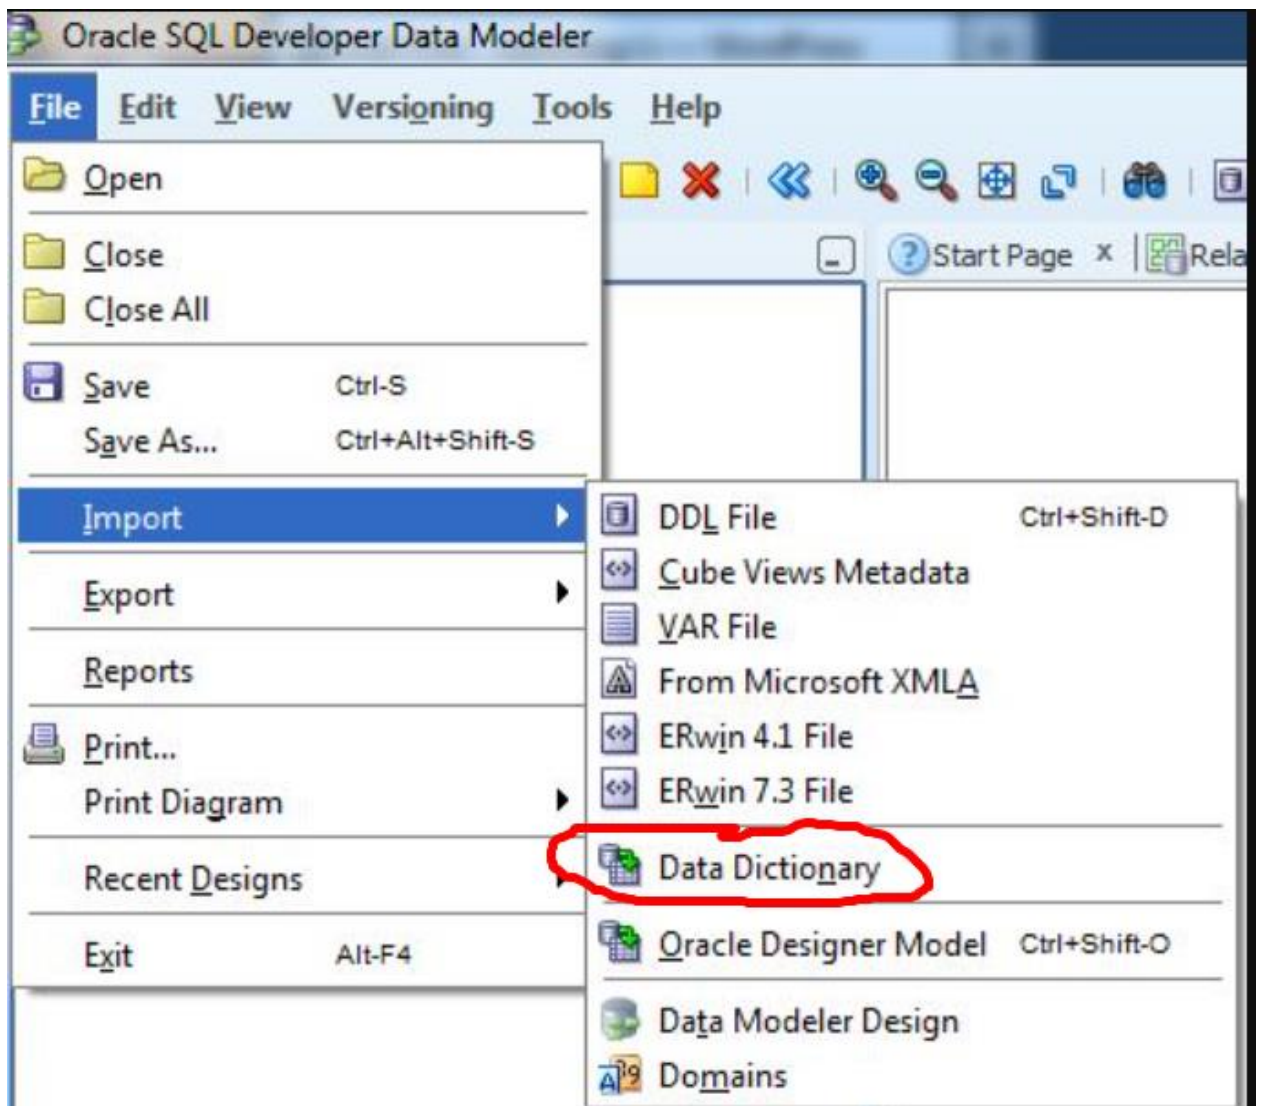 Oracle SQL Developer Data Modeler
File Edit View Versioning Tools Help
Open
Close
Close All
Save Ctrl-S
Save As... Ctrl+Alt+Shift-S
Import
Export
Reports
Print...
Print Diagram
Recent Designs
Exit Alt-F4
Start Page x Rela
DDL File Ctrl+Shift-D
Cube Views Metadata
VAR File
From Microsoft XMLA
ERwin 4.1 File
ERwin 7.3 File
Data Dictionary
Oracle Designer Model Ctrl+Shift-O
Data Modeler Design
Domains